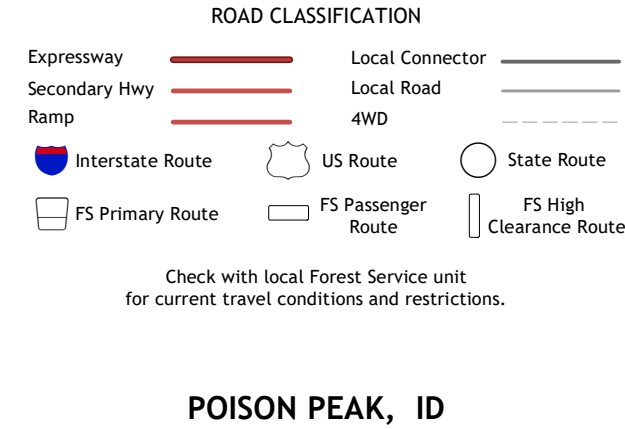 ROAD CLASSIFICATION
Expressway
Local Connector
Secondary Hwy
Local Road
Ramp
4WD
Interstate Route
US Route
State Route
FS Primary Route
FS Passenger
Route
FS High
Clearance Route
Check with local Forest Service unit
for current travel conditions and restrictions.
POISON PEAK, ID